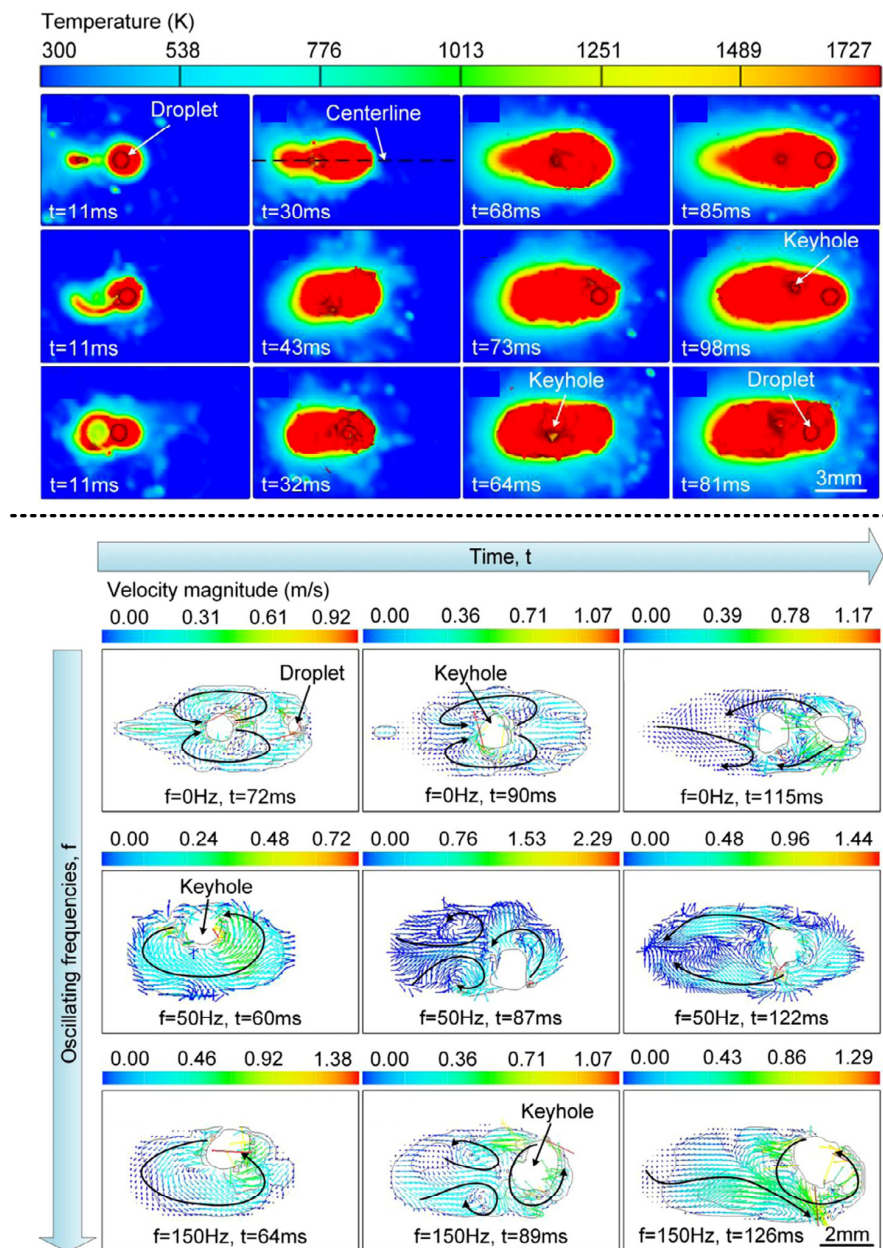 Temperature (K)
300 538 776 1013 1251 1489 1727
Droplet
Centerline
t=11ms t=30ms t=68ms t=85ms
Keyhole
t=11ms t=43ms t=73ms t=98ms
Keyhole
Droplet
t=11ms t=32ms t=64ms t=81ms
3mm
Time, t
Oscillating frequencies, f
Velocity magnitude (m/s)
0.00 0.31 0.61 0.92 0.00 0.36 0.71 1.07 0.00 0.39 0.78 1.17
Droplet
Keyhole
f=0Hz, t=72ms f=0Hz, t=90ms f=0Hz, t=115ms
0.00 0.24 0.48 0.72 0.00 0.76 1.53 2.29 0.00 0.48 0.96 1.44
Keyhole
f=50Hz, t=60ms f=50Hz, t=87ms f=50Hz, t=122ms
0.00 0.46 0.92 1.38 0.00 0.36 0.71 1.07 0.00 0.43 0.86 1.29
Keyhole
f=150Hz, t=64ms f=150Hz, t=89ms f=150Hz, t=126ms
2mm